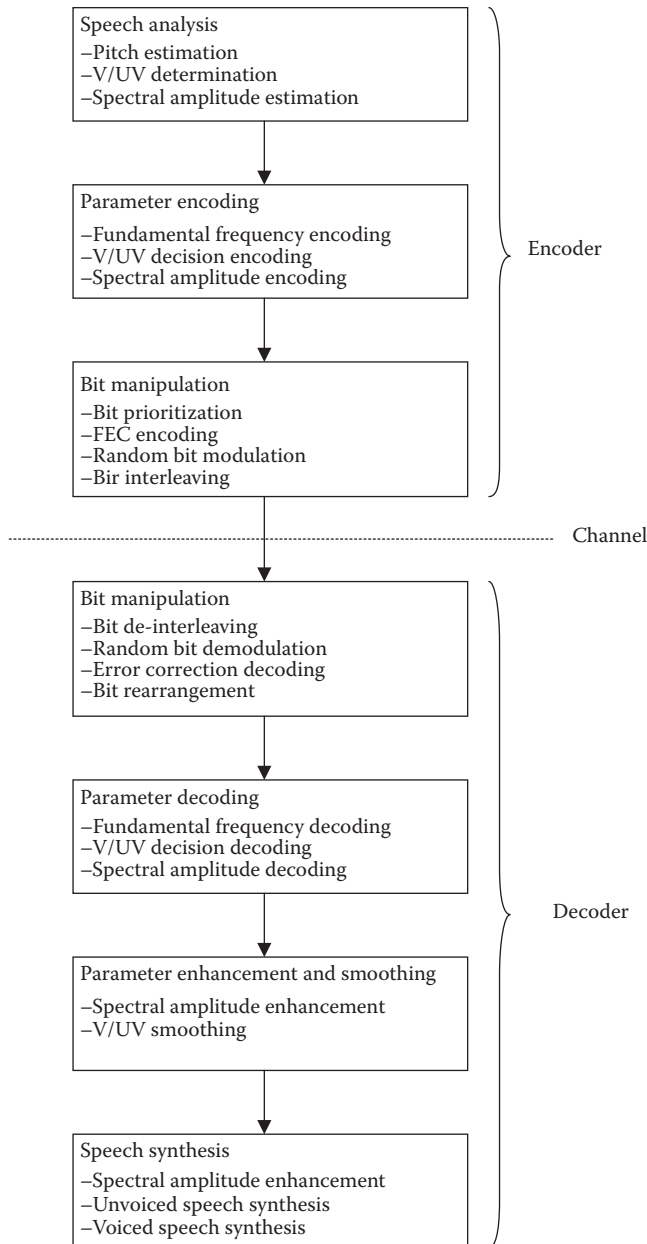 Speech analysis
–Pitch estimation
–V/UV determination
–Spectral amplitude estimation
Parameter encoding
–Fundamental frequency encoding
–V/UV decision encoding
–Spectral amplitude encoding
Encoder
Bit manipulation
–Bit prioritization
–FEC encoding
–Random bit modulation
–Bir interleaving
Channel
Bit manipulation
–Bit de-interleaving
–Random bit demodulation
–Error correction decoding
–Bit rearrangement
Parameter decoding
–Fundamental frequency decoding
–V/UV decision decoding
–Spectral amplitude decoding
Decoder
Parameter enhancement and smoothing
–Spectral amplitude enhancement
–V/UV smoothing
Speech synthesis
–Spectral amplitude enhancement
–Unvoiced speech synthesis
–Voiced speech synthesis